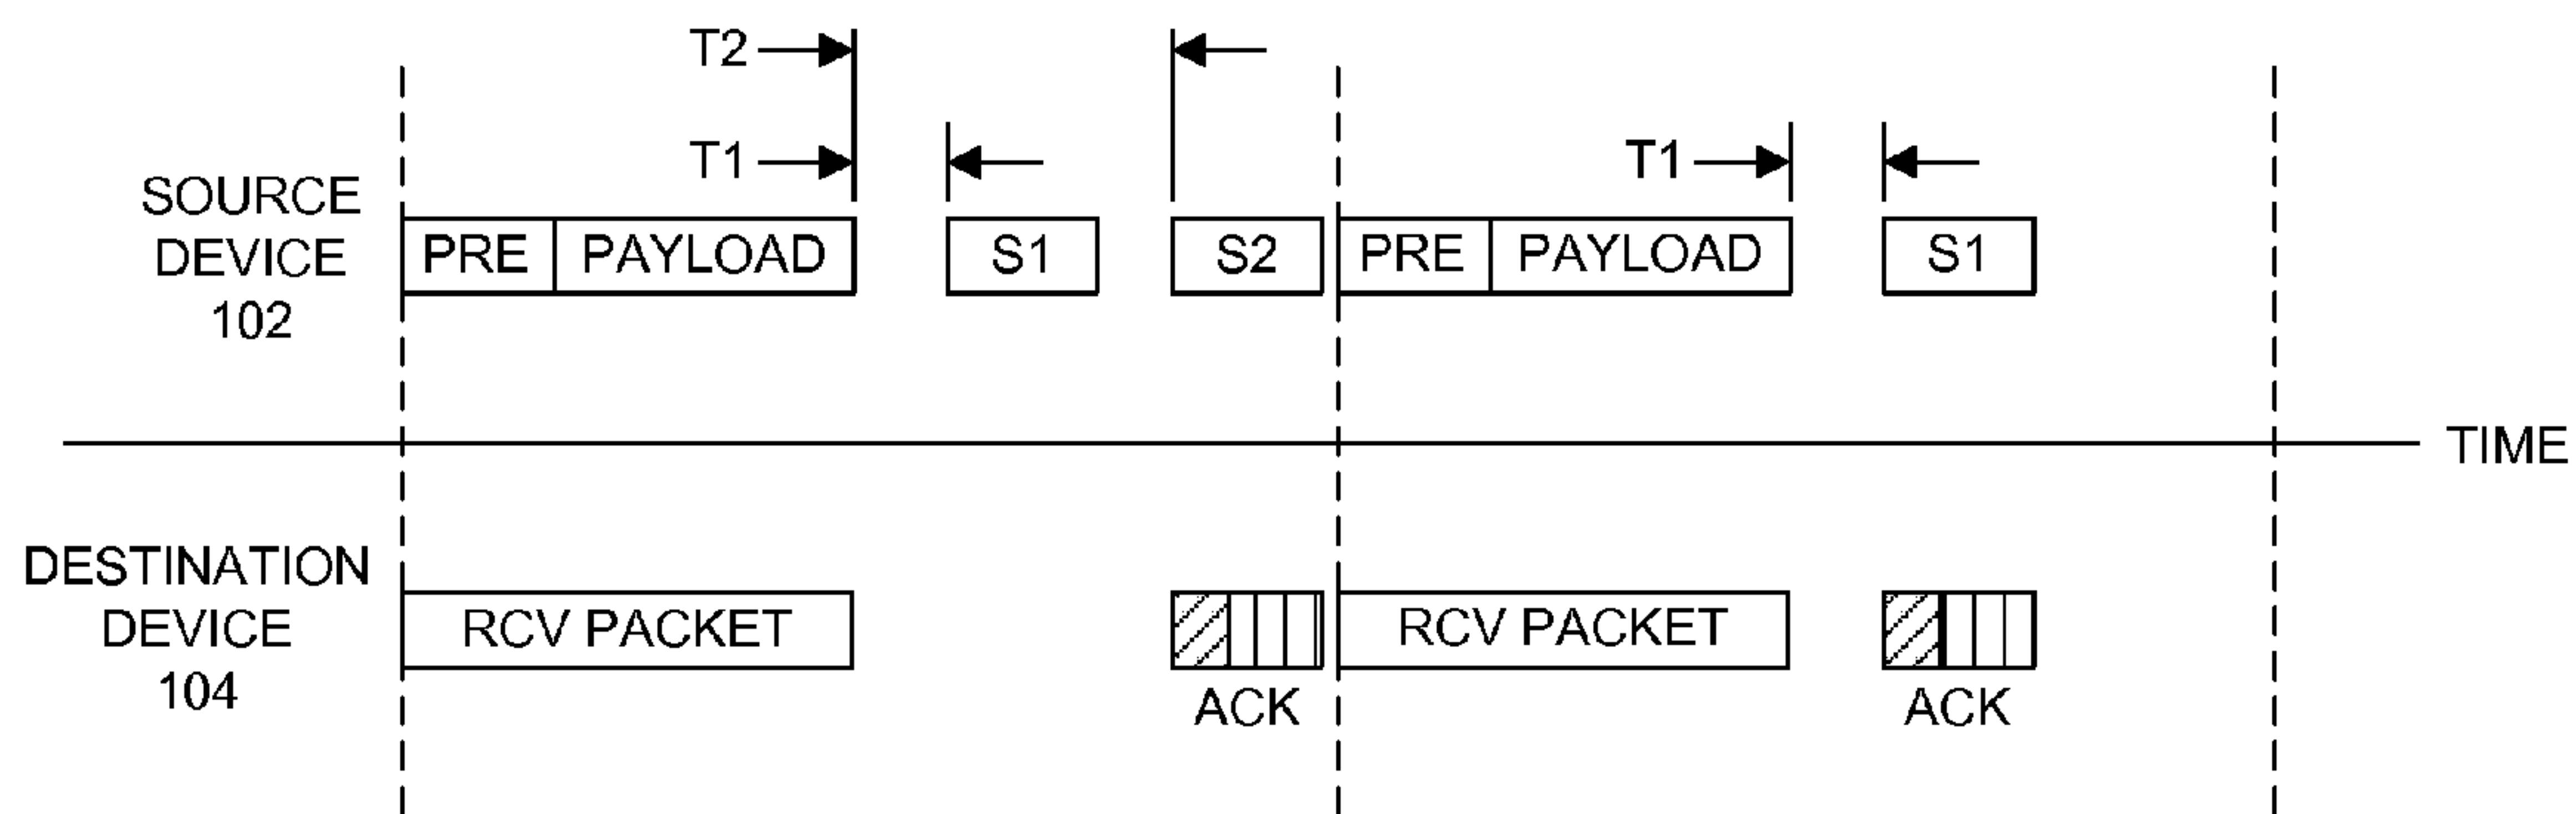 T2
T1
T1
SOURCE
DEVICE
102
PRE
PAYLOAD
S1
S2
PRE
PAYLOAD
S1
TIME
DESTINATION
DEVICE
104
RCV PACKET
ACK
RCV PACKET
ACK